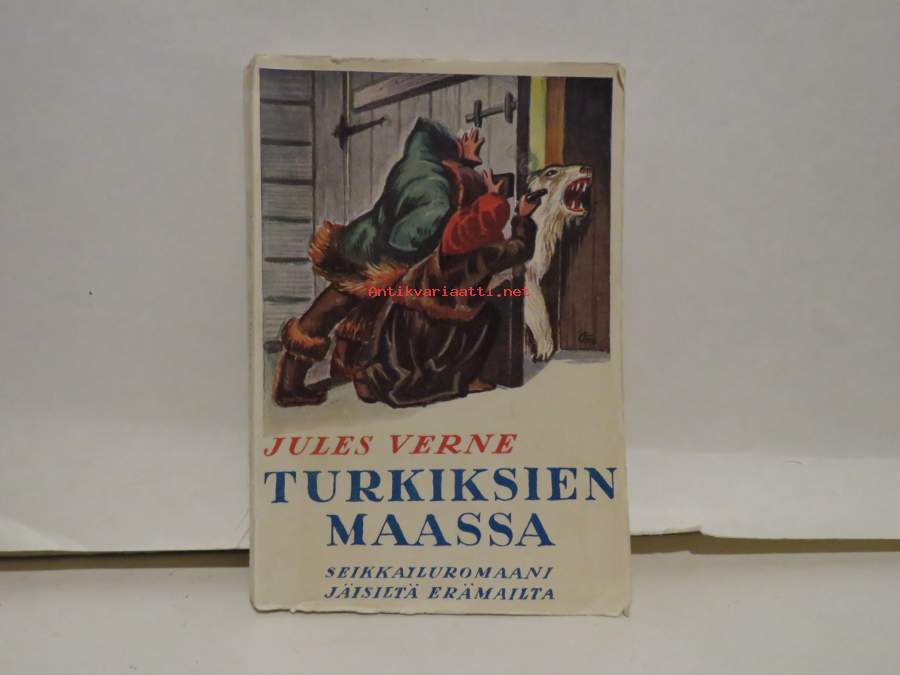 Antikvariaatti.net
JULES VERNE
TURKIKSIEN
MAASSA
SEIKKAILUROMAANI
JÄISILTÄ ERÄMAILTA